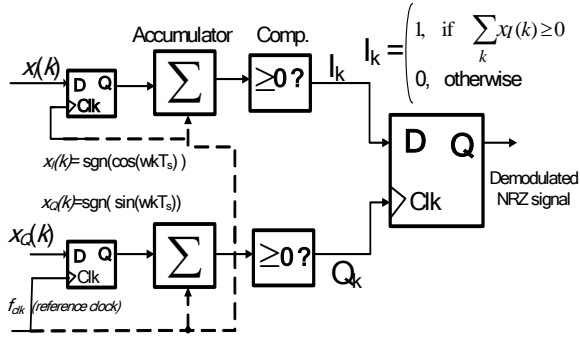 Accumulator Comp.
x_I(k)
D Q
Clk
Σ
≥0?
I_k
I_k = { 1, if Σ_k x_I(k) ≥ 0
0, otherwise
x_I(k)= sgn(cos(wkT_s) )
x_Q(k)=sgn( sin(wkT_s))
D Q
Clk
Demodulated
NRZ signal
x_Q(k)
D Q
Clk
Σ
≥0?
Q_k
f_clk (reference clock)